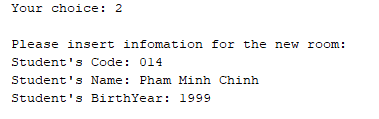 Your choice: 2
Please insert infomation for the new room:
Student's Code: 014
Student's Name: Pham Minh Chinh
Student's BirthYear: 1999